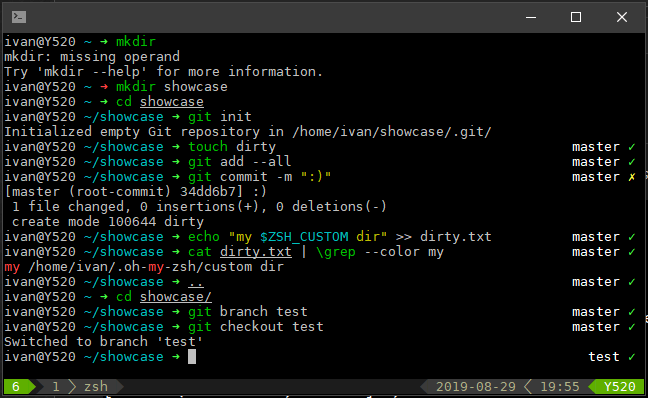 ivan@Y520 ~ ➜ mkdir
mkdir: missing operand
Try 'mkdir --help' for more information.
ivan@Y520 ~ ➜ mkdir showcase
ivan@Y520 ~ ➜ cd showcase
ivan@Y520 ~/showcase ➜ git init
Initialized empty Git repository in /home/ivan/showcase/.git/
ivan@Y520 ~/showcase ➜ touch dirty master ✓
ivan@Y520 ~/showcase ➜ git add --all master ✓
ivan@Y520 ~/showcase ➜ git commit -m ":)" master ✗
[master (root-commit) 34dd6b7] :)
1 file changed, 0 insertions(+), 0 deletions(-)
create mode 100644 dirty
ivan@Y520 ~/showcase ➜ echo "my $ZSH_CUSTOM dir" >> dirty.txt master ✓
ivan@Y520 ~/showcase ➜ cat dirty.txt | \grep --color my master ✓
my /home/ivan/.oh-my-zsh/custom dir
ivan@Y520 ~/showcase ➜ .. master ✓
ivan@Y520 ~ ➜ cd showcase/
ivan@Y520 ~/showcase ➜ git branch test master ✓
ivan@Y520 ~/showcase ➜ git checkout test master ✓
Switched to branch 'test'
ivan@Y520 ~/showcase ➜ test ✓
6 1 zsh 2019-08-29 19:55 Y520